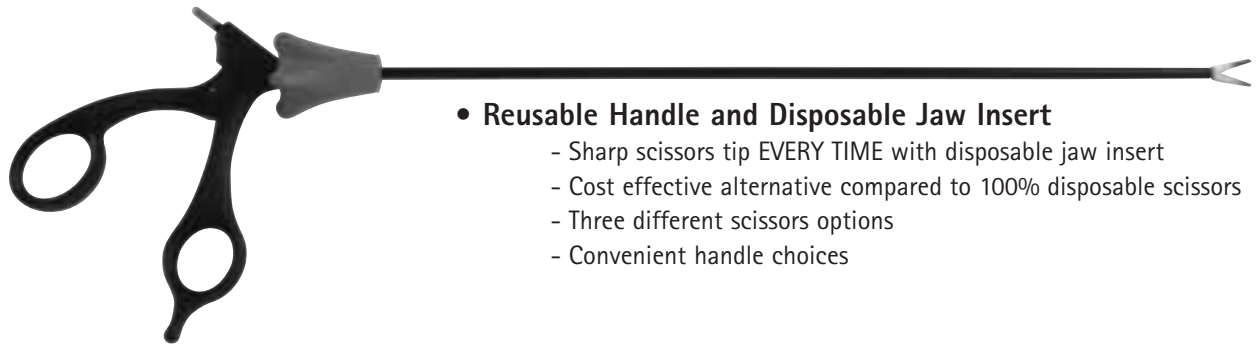 • Reusable Handle and Disposable Jaw Insert
- Sharp scissors tip EVERY TIME with disposable jaw insert
- Cost effective alternative compared to 100% disposable scissors
- Three different scissors options
- Convenient handle choices